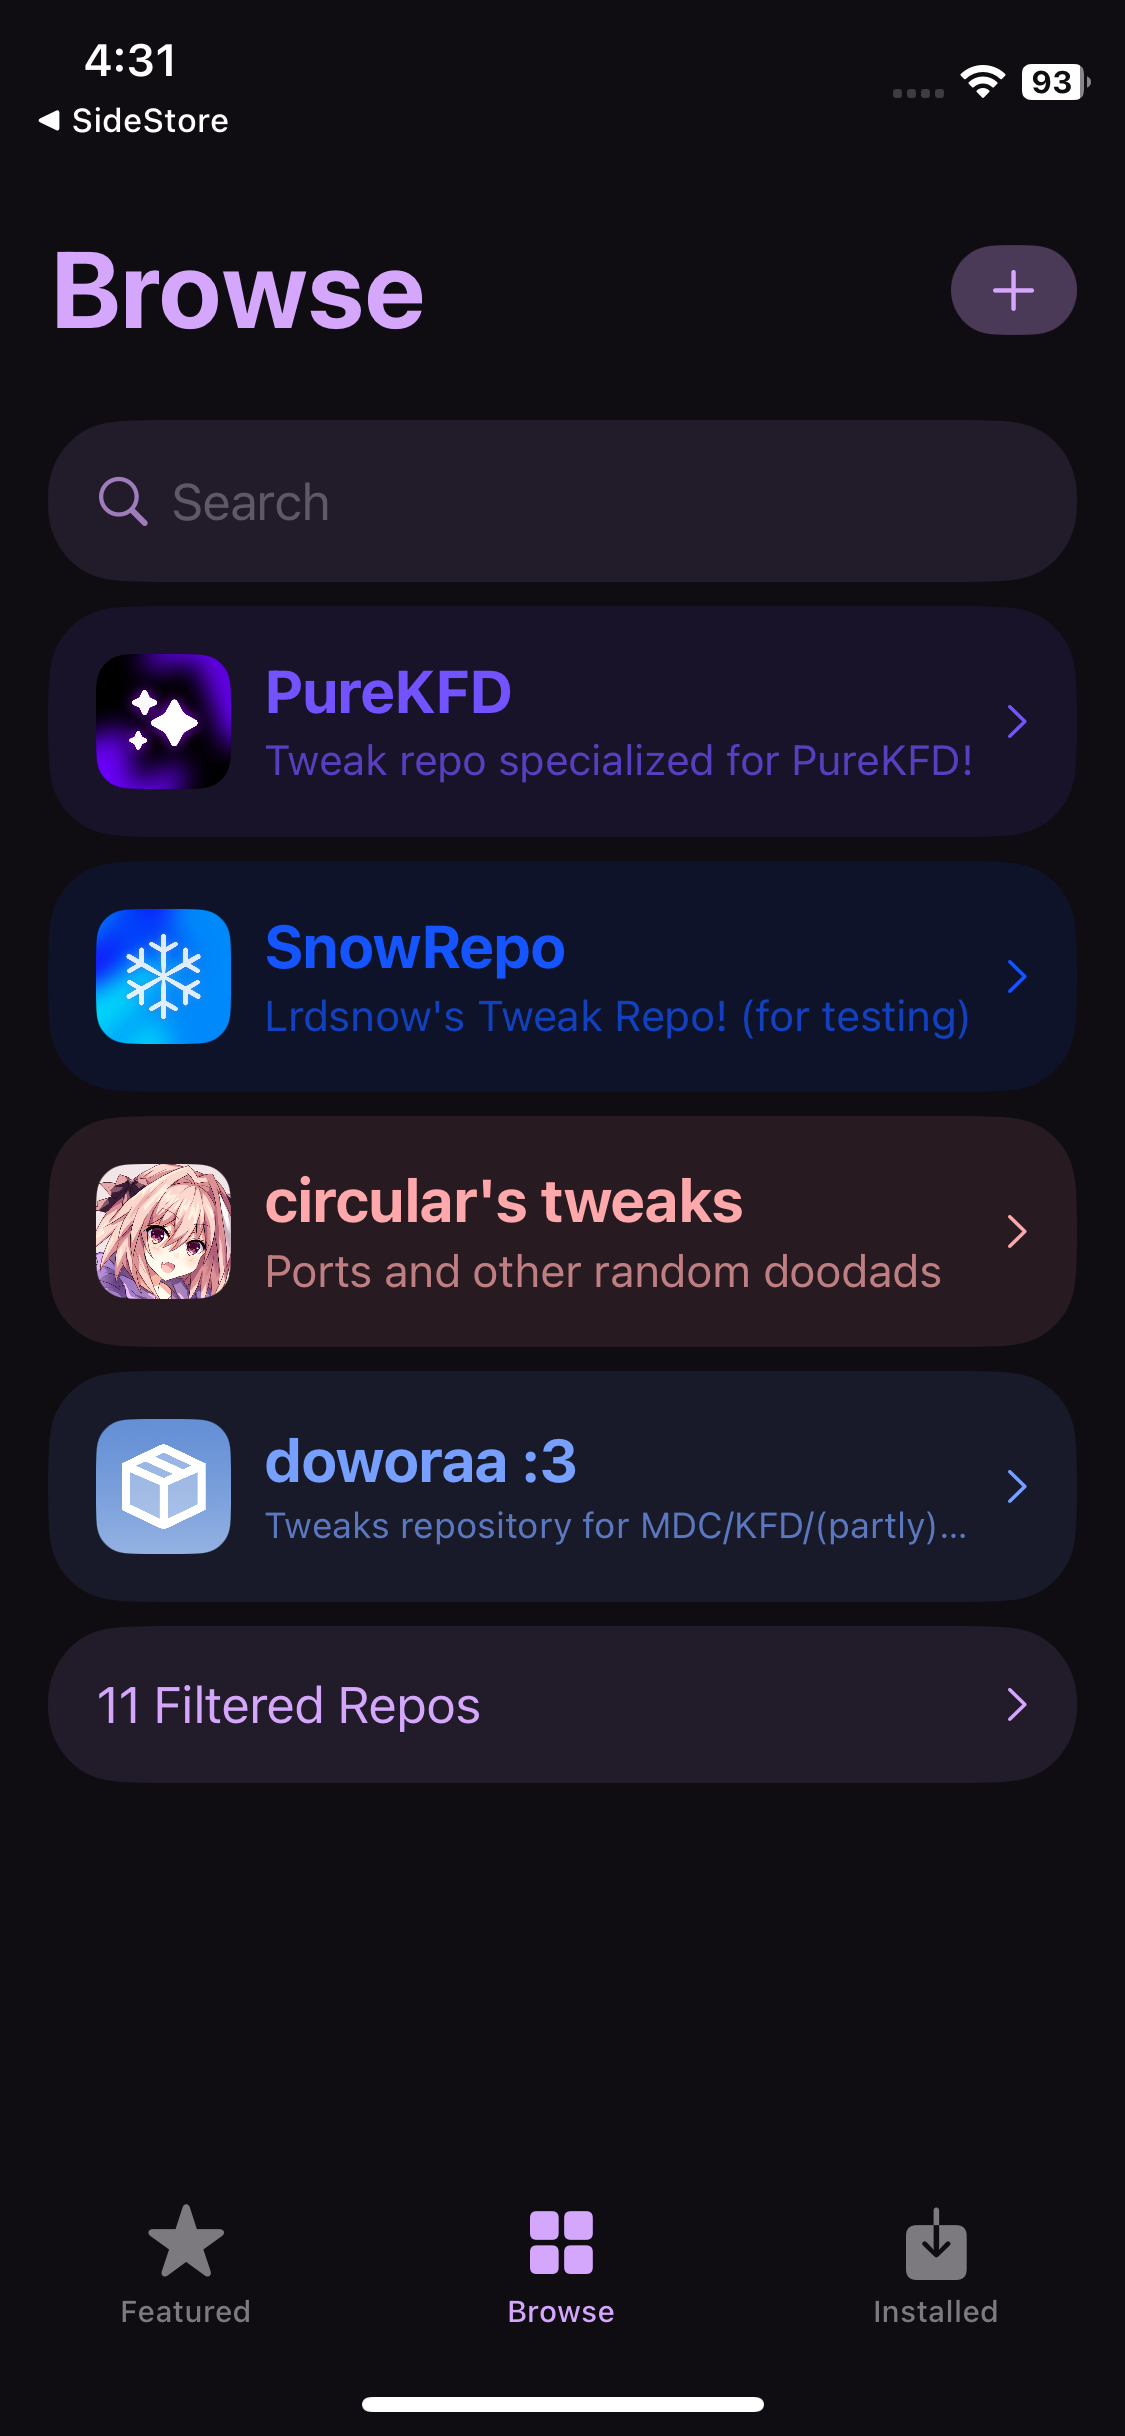 4:31
93
◀ SideStore
Browse
Search
PureKFD
Tweak repo specialized for PureKFD!
SnowRepo
Lrdsnow's Tweak Repo! (for testing)
circular's tweaks
Ports and other random doodads
doworaa :3
Tweaks repository for MDC/KFD/(partly)...
11 Filtered Repos
Featured
Browse
Installed